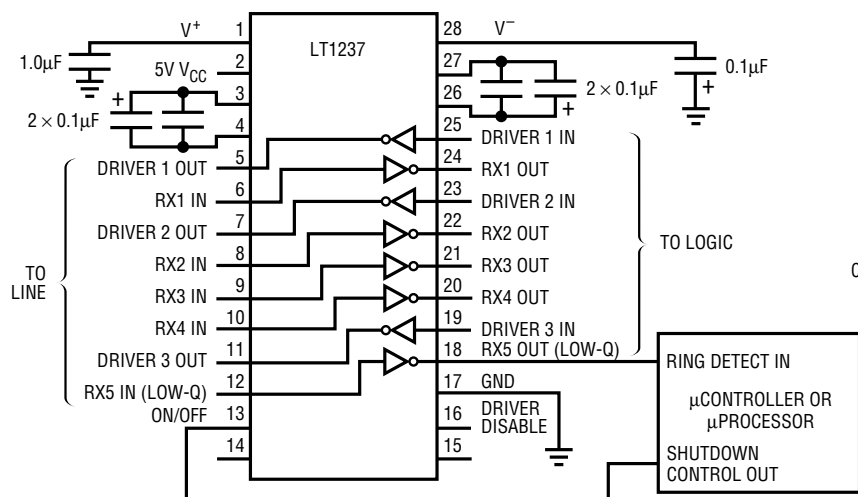 LT1237
V+
1
1.0μF
5V VCC
2
3
+
2 × 0.1μF
4
DRIVER 1 OUT
5
RX1 IN
6
DRIVER 2 OUT
7
RX2 IN
8
RX3 IN
9
RX4 IN
10
DRIVER 3 OUT
11
RX5 IN (LOW-Q)
12
ON/OFF
13
14
TO
LINE
28
V−
27
0.1μF
+
2 × 0.1μF
+
26
25
DRIVER 1 IN
24
RX1 OUT
23
DRIVER 2 IN
22
RX2 OUT
21
RX3 OUT
20
RX4 OUT
19
DRIVER 3 IN
18
RX5 OUT (LOW-Q)
17
GND
16
DRIVER
DISABLE
15
TO LOGIC
RING DETECT IN
μCONTROLLER OR
μPROCESSOR
SHUTDOWN
CONTROL OUT